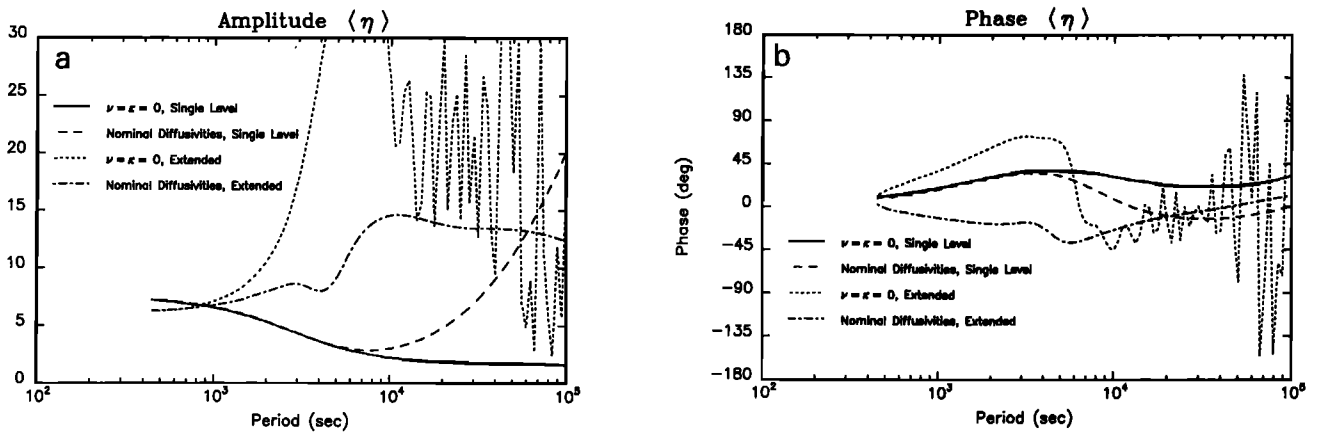 Amplitude ⟨η⟩
a
30
25
20
15
10
5
0
ν=κ=0, Single Level
Nominal Diffusivities, Single Level
ν=κ=0, Extended
Nominal Diffusivities, Extended
10² 10³ 10⁴ 10⁵
Period (sec)
Phase ⟨η⟩
b
180
135
90
45
0
−45
−90
−135
−180
Phase (deg)
ν=κ=0, Single Level
Nominal Diffusivities, Single Level
ν=κ=0, Extended
Nominal Diffusivities, Extended
10² 10³ 10⁴ 10⁵
Period (sec)